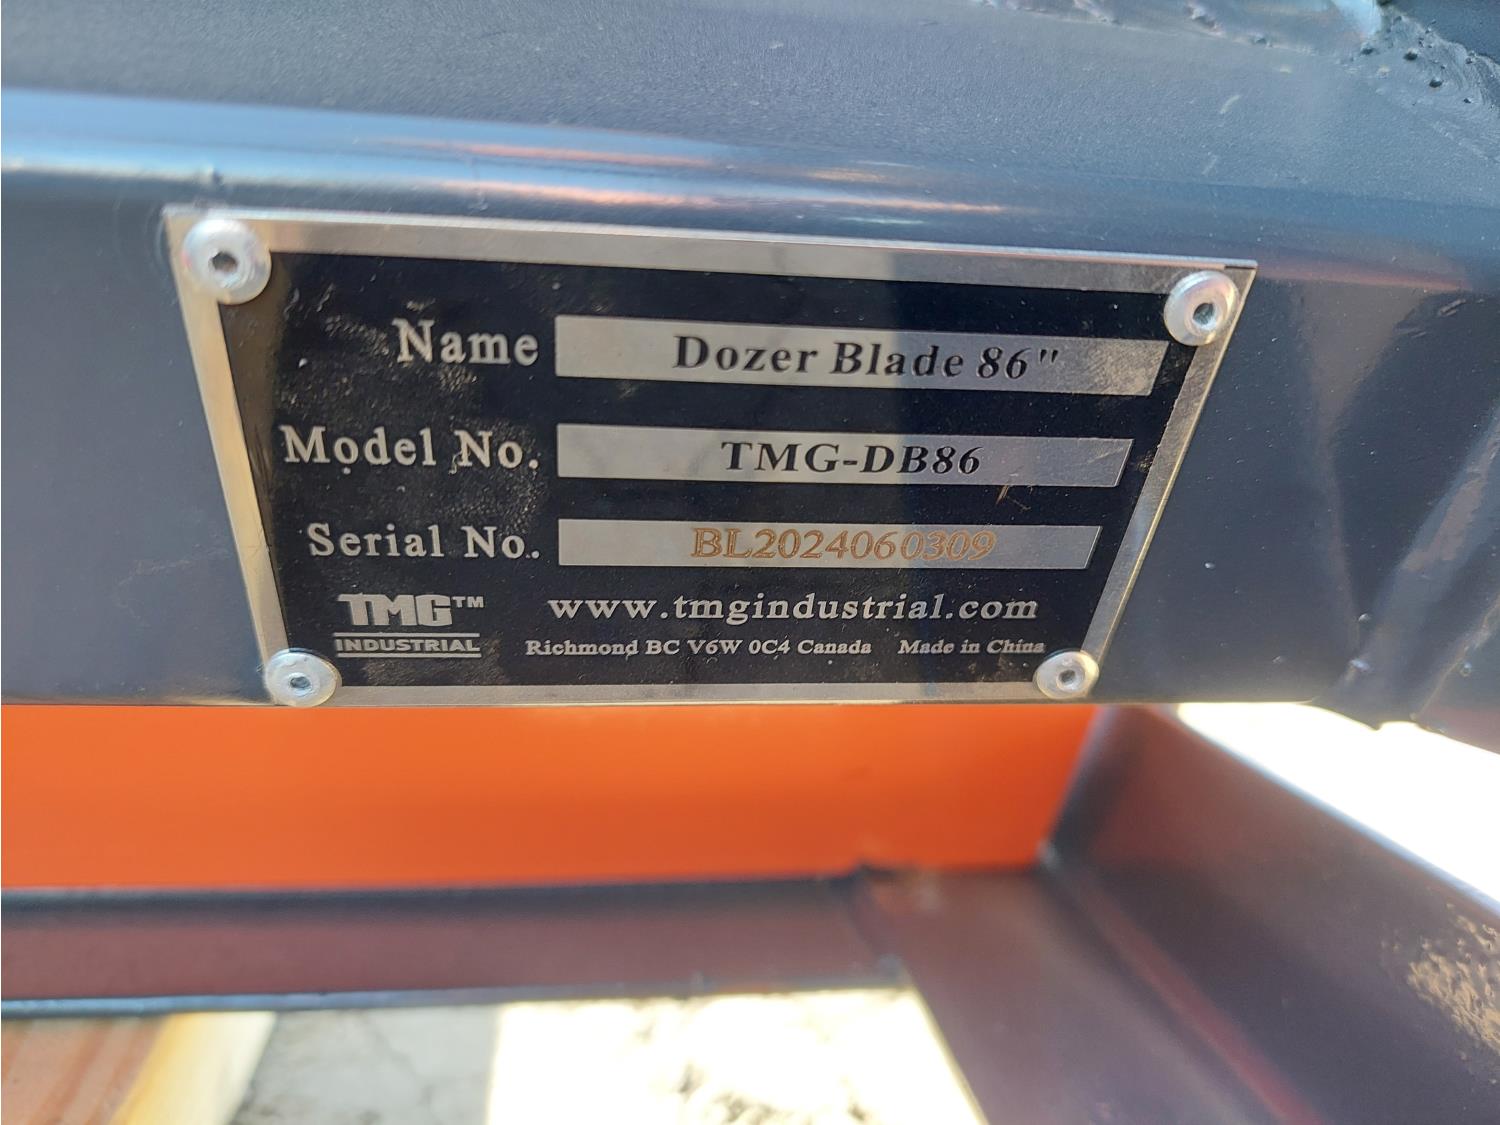 Name Dozer Blade 86"
Model No. TMG-DB86
Serial No. BL2024060309
TMG™ www.tmgindustrial.com
INDUSTRIAL Richmond BC V6W 0C4 Canada Made in China